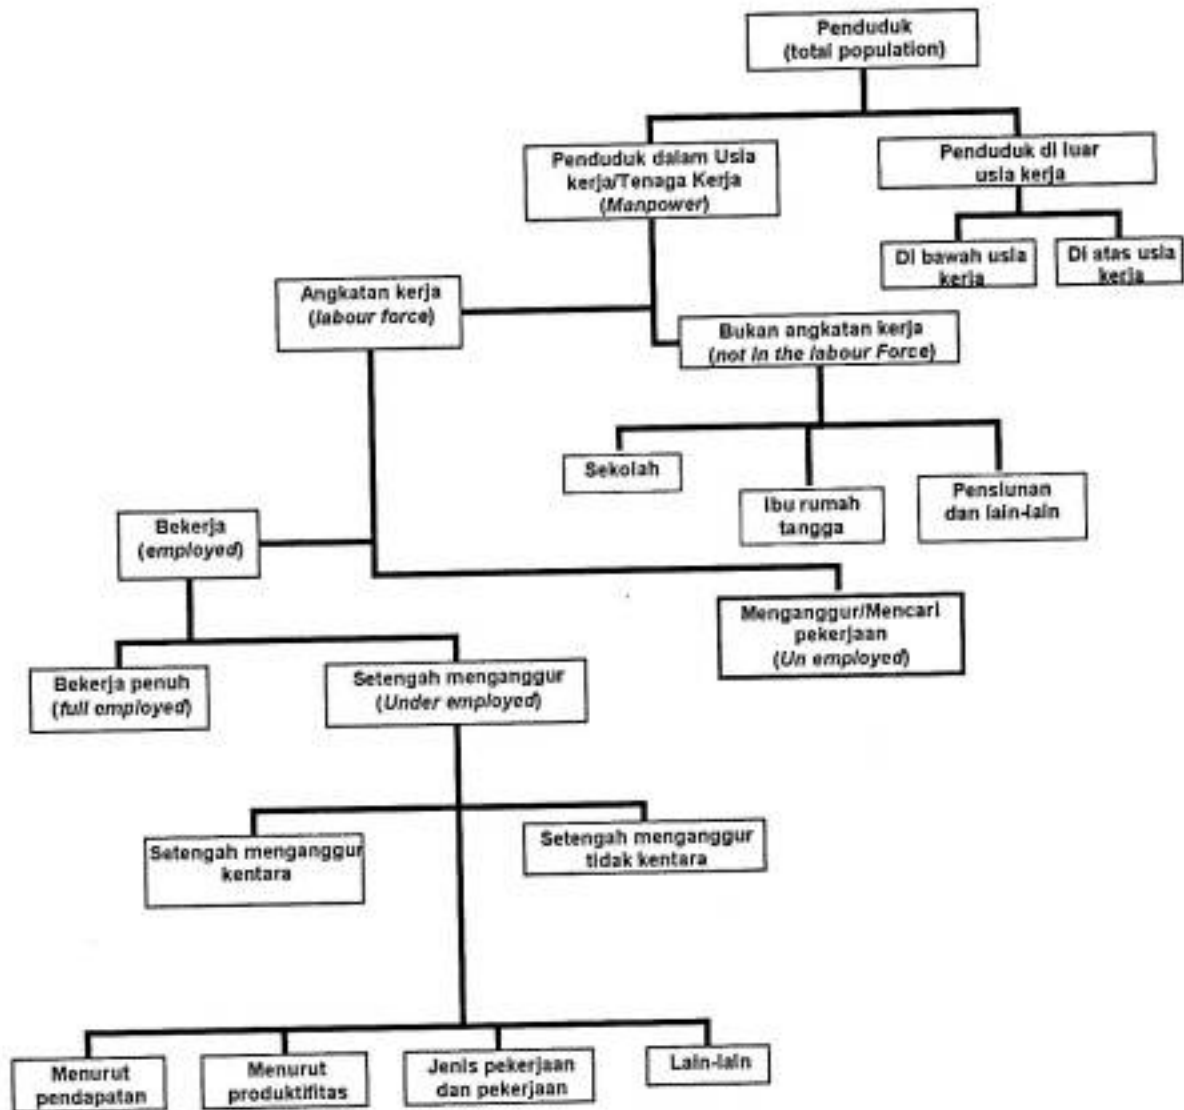 Penduduk
(total population)
Penduduk dalam Usia
kerja/Tenaga Kerja
(Manpower)
Penduduk di luar
usia kerja
Di bawah usia
kerja
Di atas usia
kerja
Angkatan kerja
(labour force)
Bukan angkatan kerja
(not in the labour Force)
Sekolah
Ibu rumah
tangga
Pensiunan
dan lain-lain
Bekerja
(employed)
Menganggur/Mencari
pekerjaan
(Un employed)
Bekerja penuh
(full employed)
Setengah menganggur
(Under employed)
Setengah menganggur
kentara
Setengah menganggur
tidak kentara
Menurut
pendapatan
Menurut
produktifitas
Jenis pekerjaan
dan pekerjaan
Lain-lain